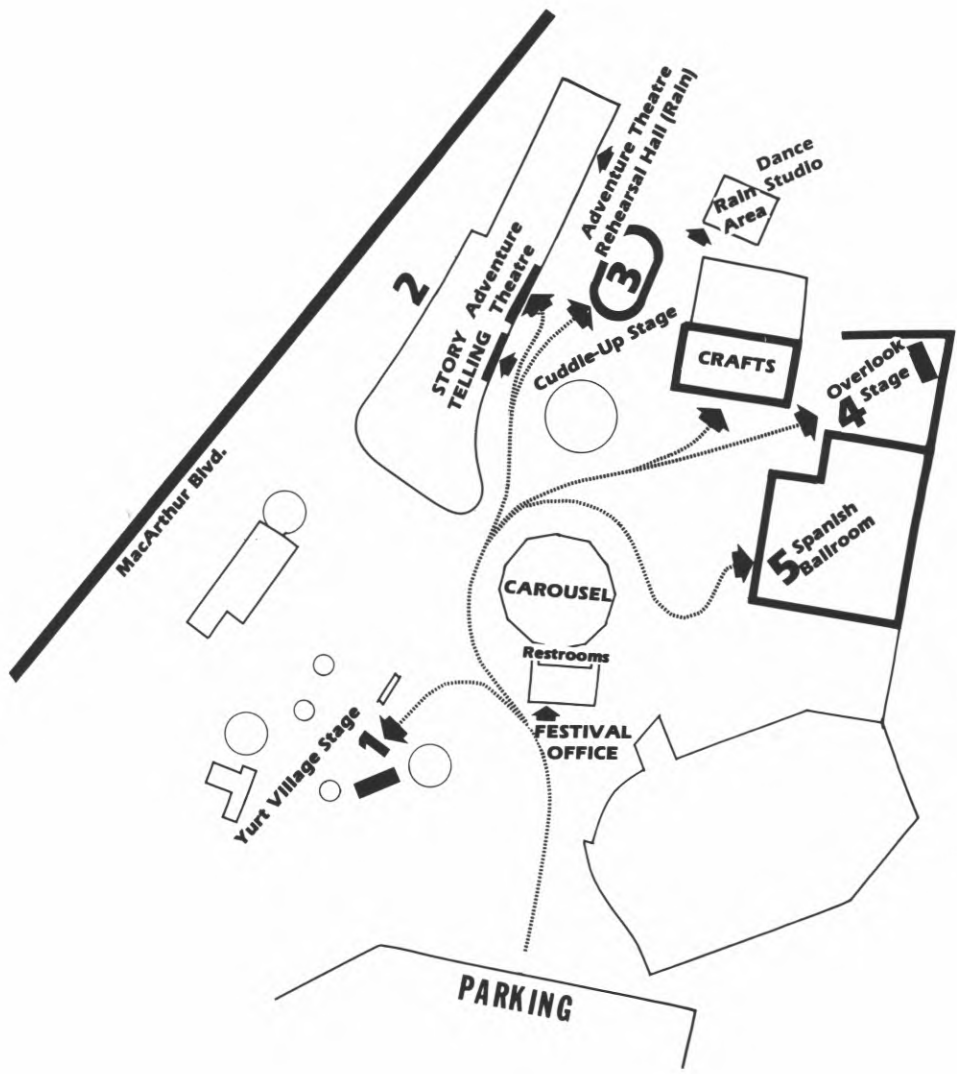 Adventure Theatre
Rehearsal Hall (Rain)
Dance
Studio
Rain
Area
2
Adventure
Theatre
STORY
TELLING
3
Cuddle-Up Stage
CRAFTS
Overlook
Stage
4
MacArthur Blvd.
5
Spanish
Ballroom
CAROUSEL
Restrooms
FESTIVAL
OFFICE
Yurt Village Stage
1
PARKING